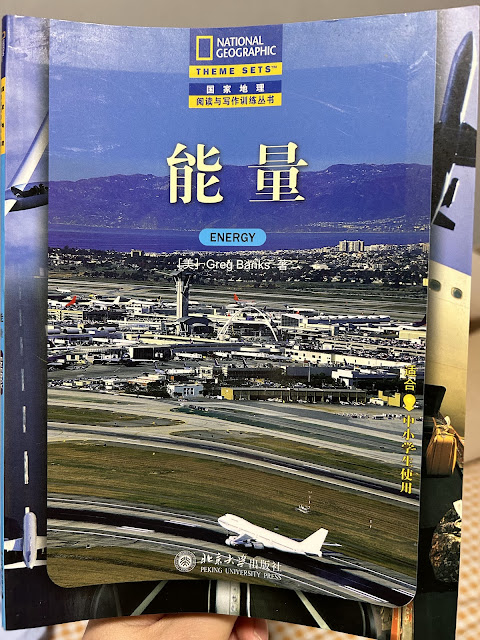 NATIONAL
GEOGRAPHIC
THEME SETS™
国家地理
阅读与写作训练丛书
能量
ENERGY
[美] Greg Banks 著
适合
中小学生使用
北京大学出版社
PEKING UNIVERSITY PRESS